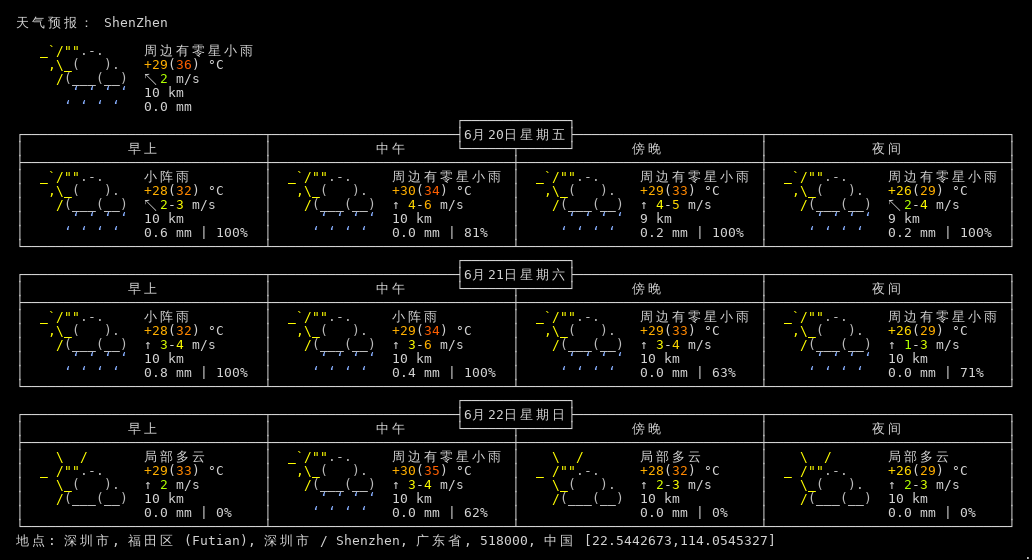 天气预报： ShenZhen
周边有零星小雨
+29(36) °C
↖ 2 m/s
10 km
0.0 mm
6月20日星期五
早上 中午 傍晚 夜间
小阵雨 周边有零星小雨 周边有零星小雨 周边有零星小雨
+28(32) °C +30(34) °C +29(33) °C +26(29) °C
↖ 2-3 m/s ↑ 4-6 m/s ↑ 4-5 m/s ↖ 2-4 m/s
10 km 10 km 9 km 9 km
0.6 mm | 100% 0.0 mm | 81% 0.2 mm | 100% 0.2 mm | 100%
6月21日星期六
早上 中午 傍晚 夜间
小阵雨 小阵雨 周边有零星小雨 周边有零星小雨
+28(32) °C +29(34) °C +29(33) °C +26(29) °C
↑ 3-4 m/s ↑ 3-6 m/s ↑ 3-4 m/s ↑ 1-3 m/s
10 km 10 km 10 km 10 km
0.8 mm | 100% 0.4 mm | 100% 0.0 mm | 63% 0.0 mm | 71%
6月22日星期日
早上 中午 傍晚 夜间
局部多云 周边有零星小雨 局部多云 局部多云
+29(33) °C +30(35) °C +28(32) °C +26(29) °C
↑ 2 m/s ↑ 3-4 m/s ↑ 2-3 m/s ↑ 2-3 m/s
10 km 10 km 10 km 10 km
0.0 mm | 0% 0.0 mm | 62% 0.0 mm | 0% 0.0 mm | 0%
地点: 深圳市, 福田区 (Futian), 深圳市 / Shenzhen, 广东省, 518000, 中国 [22.5442673,114.0545327]